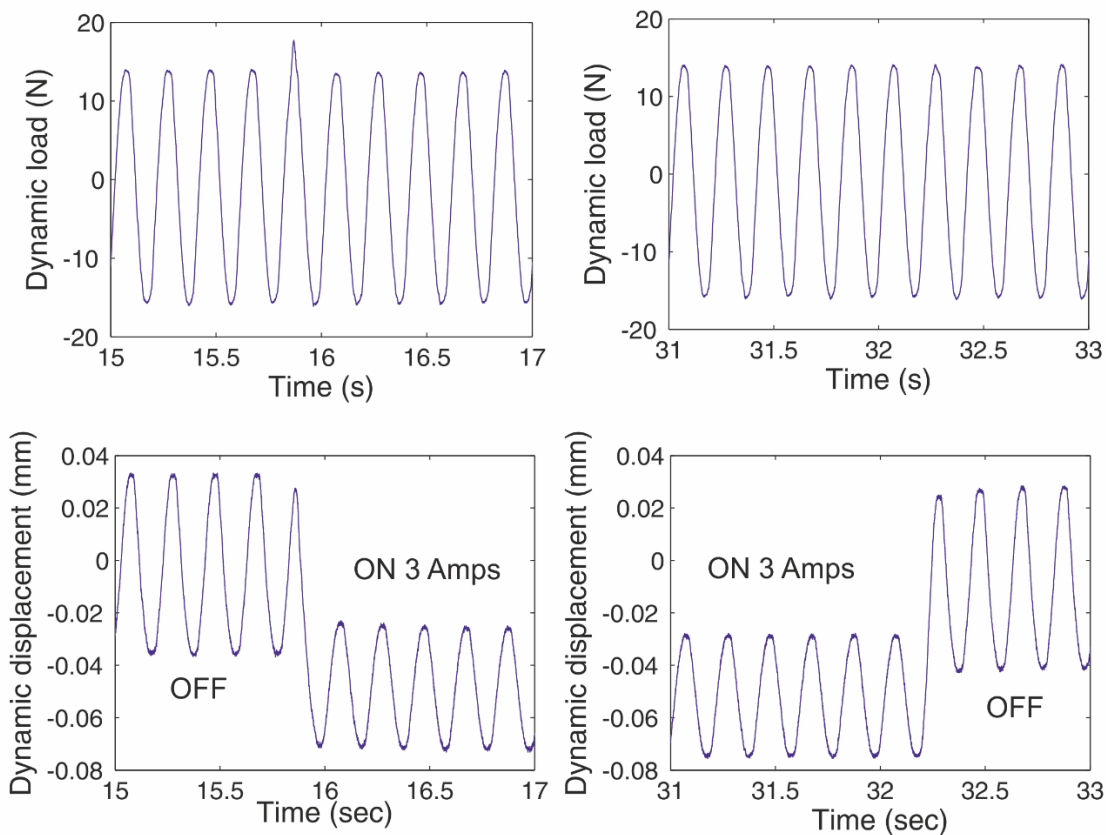 20
10
0
-10
-20
Dynamic load (N)
15 15.5 16 16.5 17
Time (s)
20
10
0
-10
-20
Dynamic load (N)
31 31.5 32 32.5 33
Time (s)
0.04
0.02
0
-0.02
-0.04
-0.06
-0.08
Dynamic displacement (mm)
ON 3 Amps
OFF
15 15.5 16 16.5 17
Time (sec)
0.04
0.02
0
-0.02
-0.04
-0.06
-0.08
Dynamic displacement (mm)
ON 3 Amps
OFF
31 31.5 32 32.5 33
Time (sec)